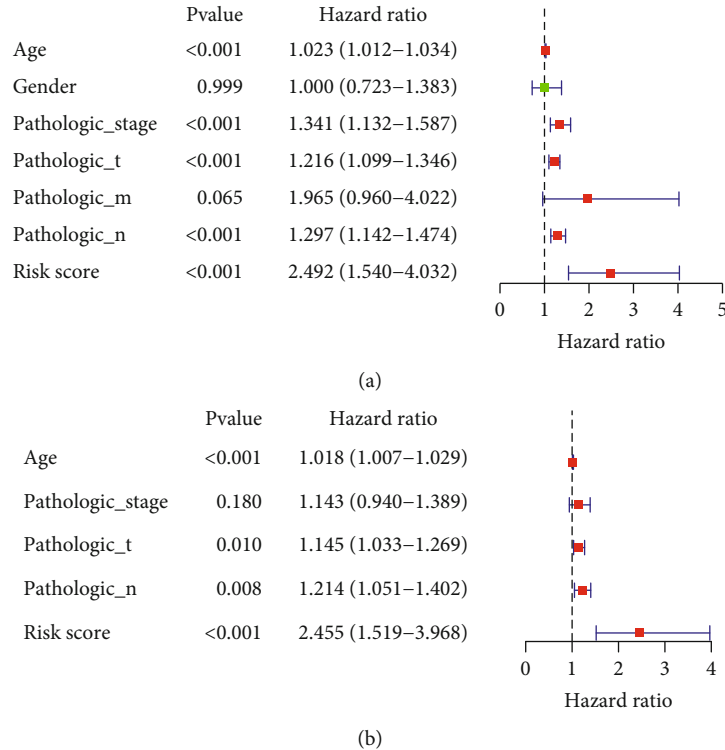 Pvalue Hazard ratio
Age <0.001 1.023 (1.012−1.034)
Gender 0.999 1.000 (0.723−1.383)
Pathologic_stage <0.001 1.341 (1.132−1.587)
Pathologic_t <0.001 1.216 (1.099−1.346)
Pathologic_m 0.065 1.965 (0.960−4.022)
Pathologic_n <0.001 1.297 (1.142−1.474)
Risk score <0.001 2.492 (1.540−4.032)
0 1 2 3 4 5
Hazard ratio
(a)
Pvalue Hazard ratio
Age <0.001 1.018 (1.007−1.029)
Pathologic_stage 0.180 1.143 (0.940−1.389)
Pathologic_t 0.010 1.145 (1.033−1.269)
Pathologic_n 0.008 1.214 (1.051−1.402)
Risk score <0.001 2.455 (1.519−3.968)
0 1 2 3 4
Hazard ratio
(b)